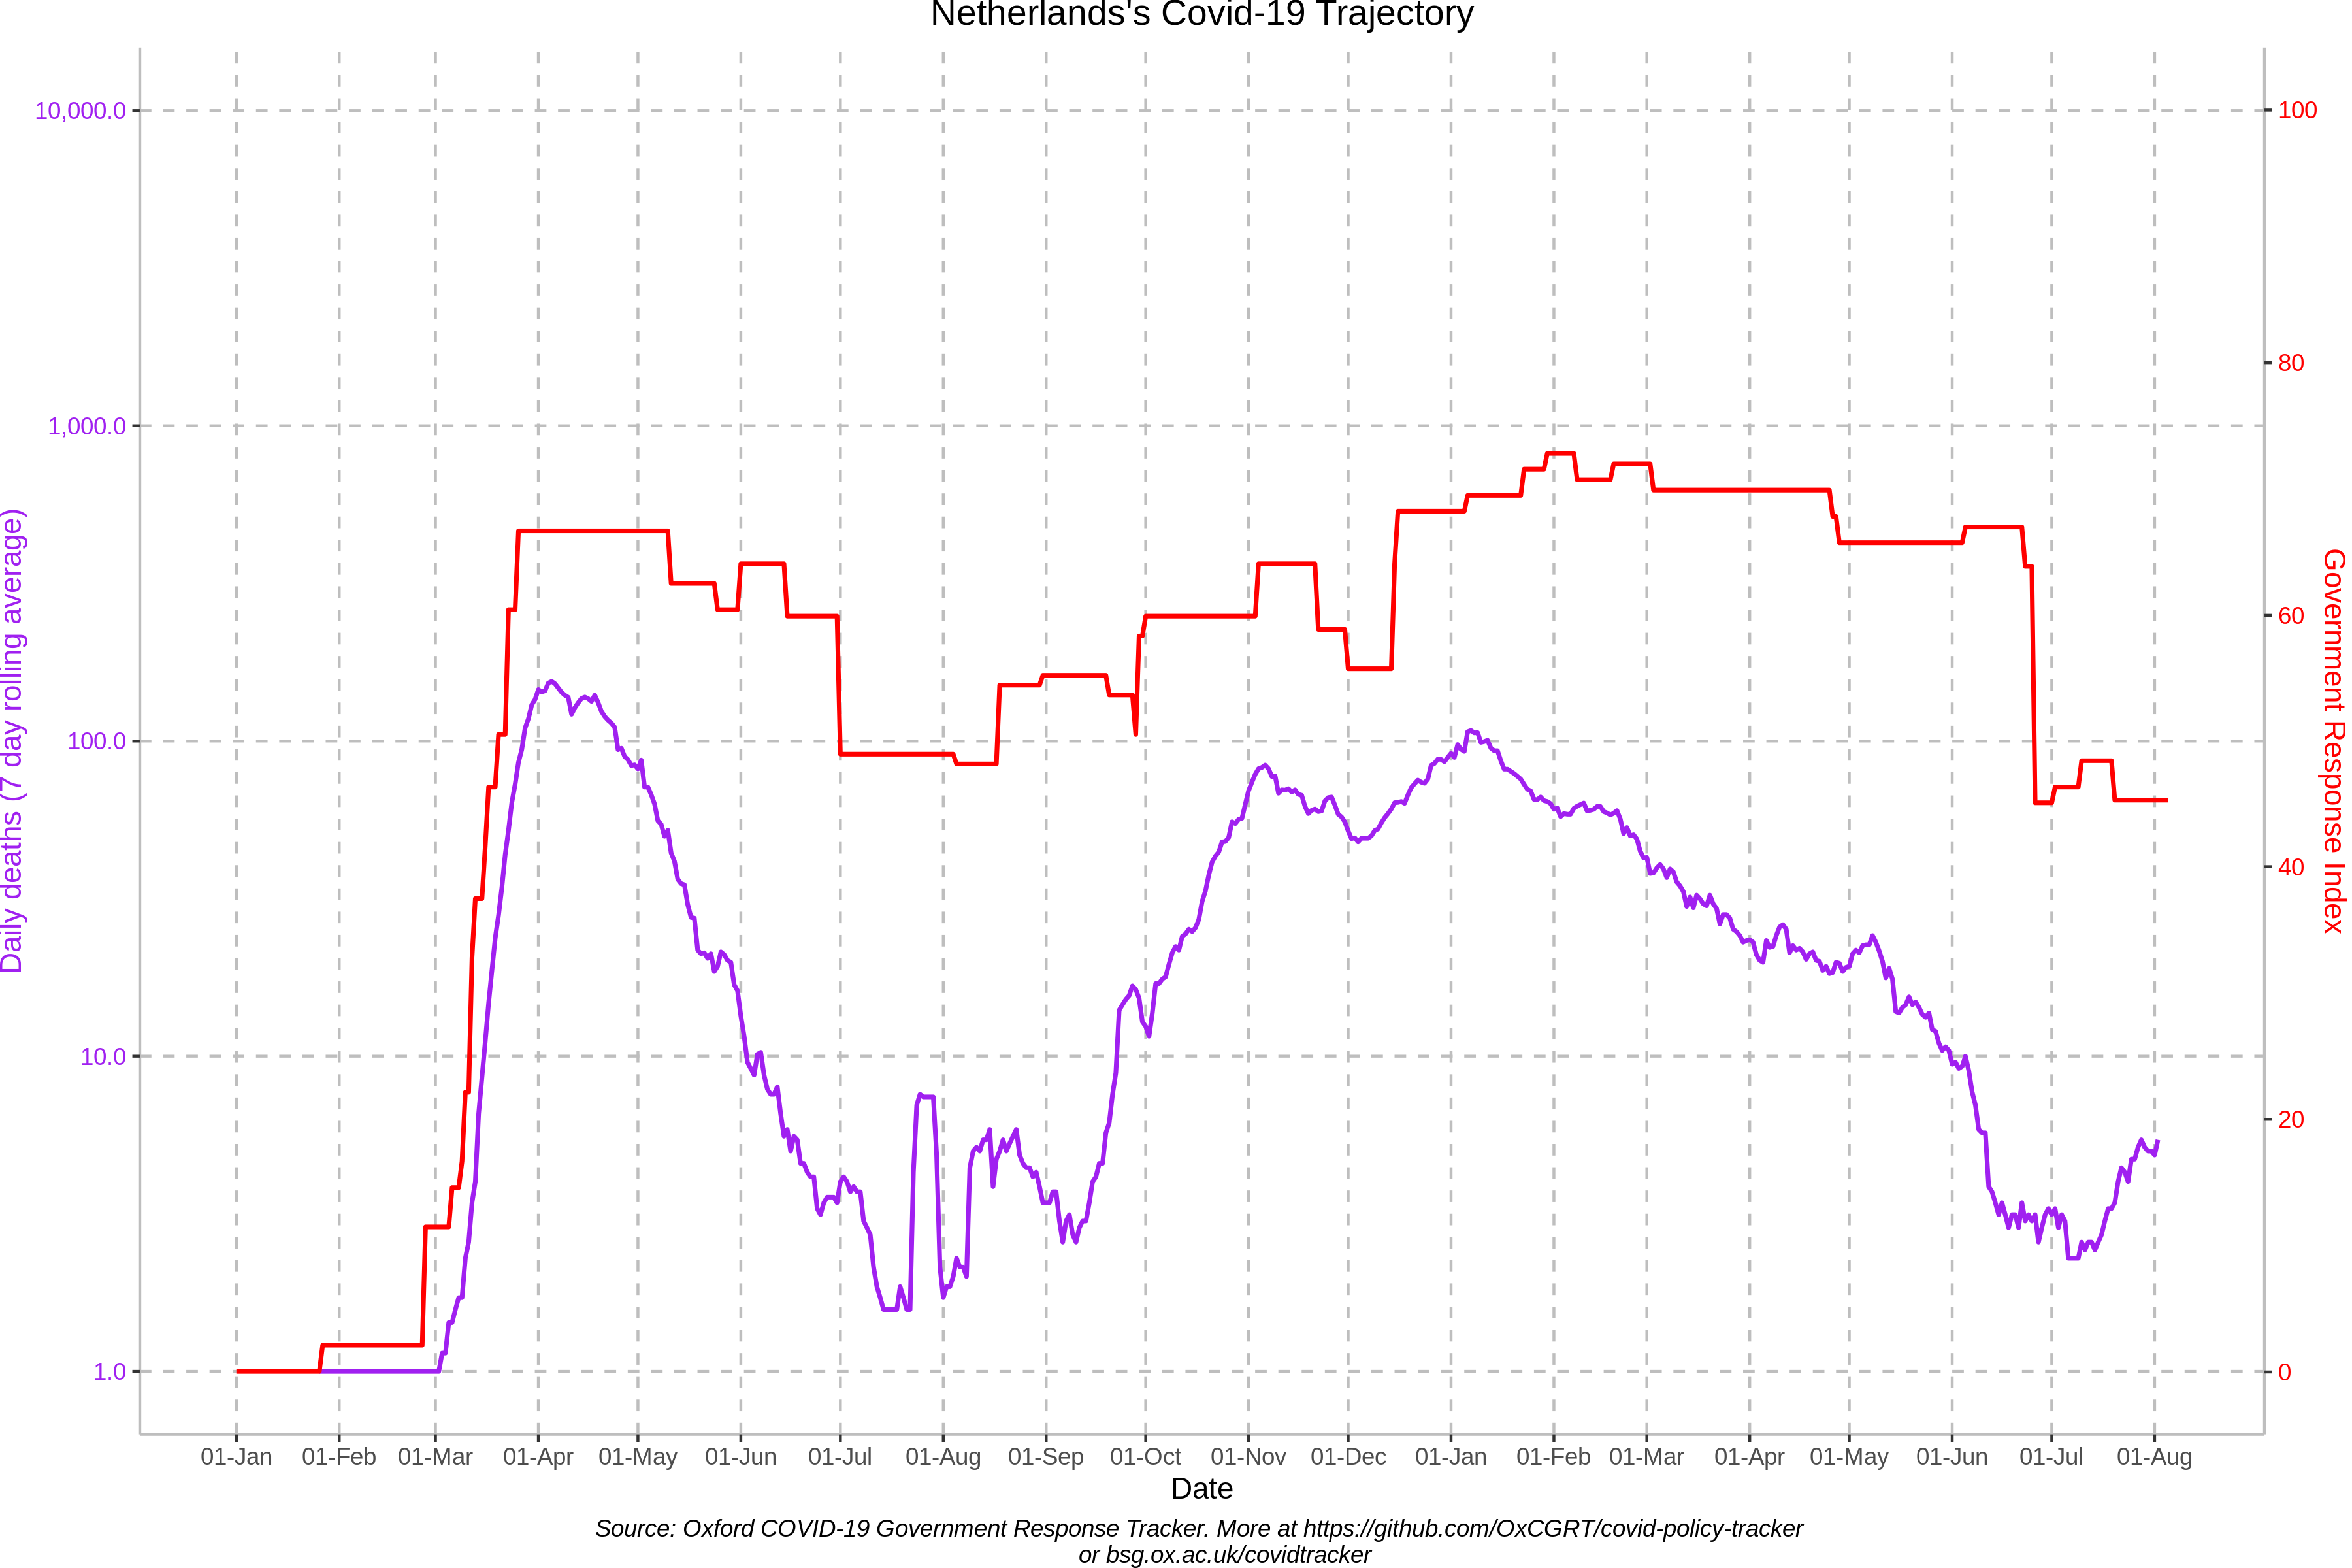 Netherlands's Covid-19 Trajectory
10,000.0
1,000.0
100.0
10.0
1.0
Daily deaths (7 day rolling average)
100
80
60
40
20
0
Government Response Index
01-Jan 01-Feb 01-Mar 01-Apr 01-May 01-Jun 01-Jul 01-Aug 01-Sep 01-Oct 01-Nov 01-Dec 01-Jan 01-Feb 01-Mar 01-Apr 01-May 01-Jun 01-Jul 01-Aug
Date
Source: Oxford COVID-19 Government Response Tracker. More at https://github.com/OxCGRT/covid-policy-tracker
or bsg.ox.ac.uk/covidtracker